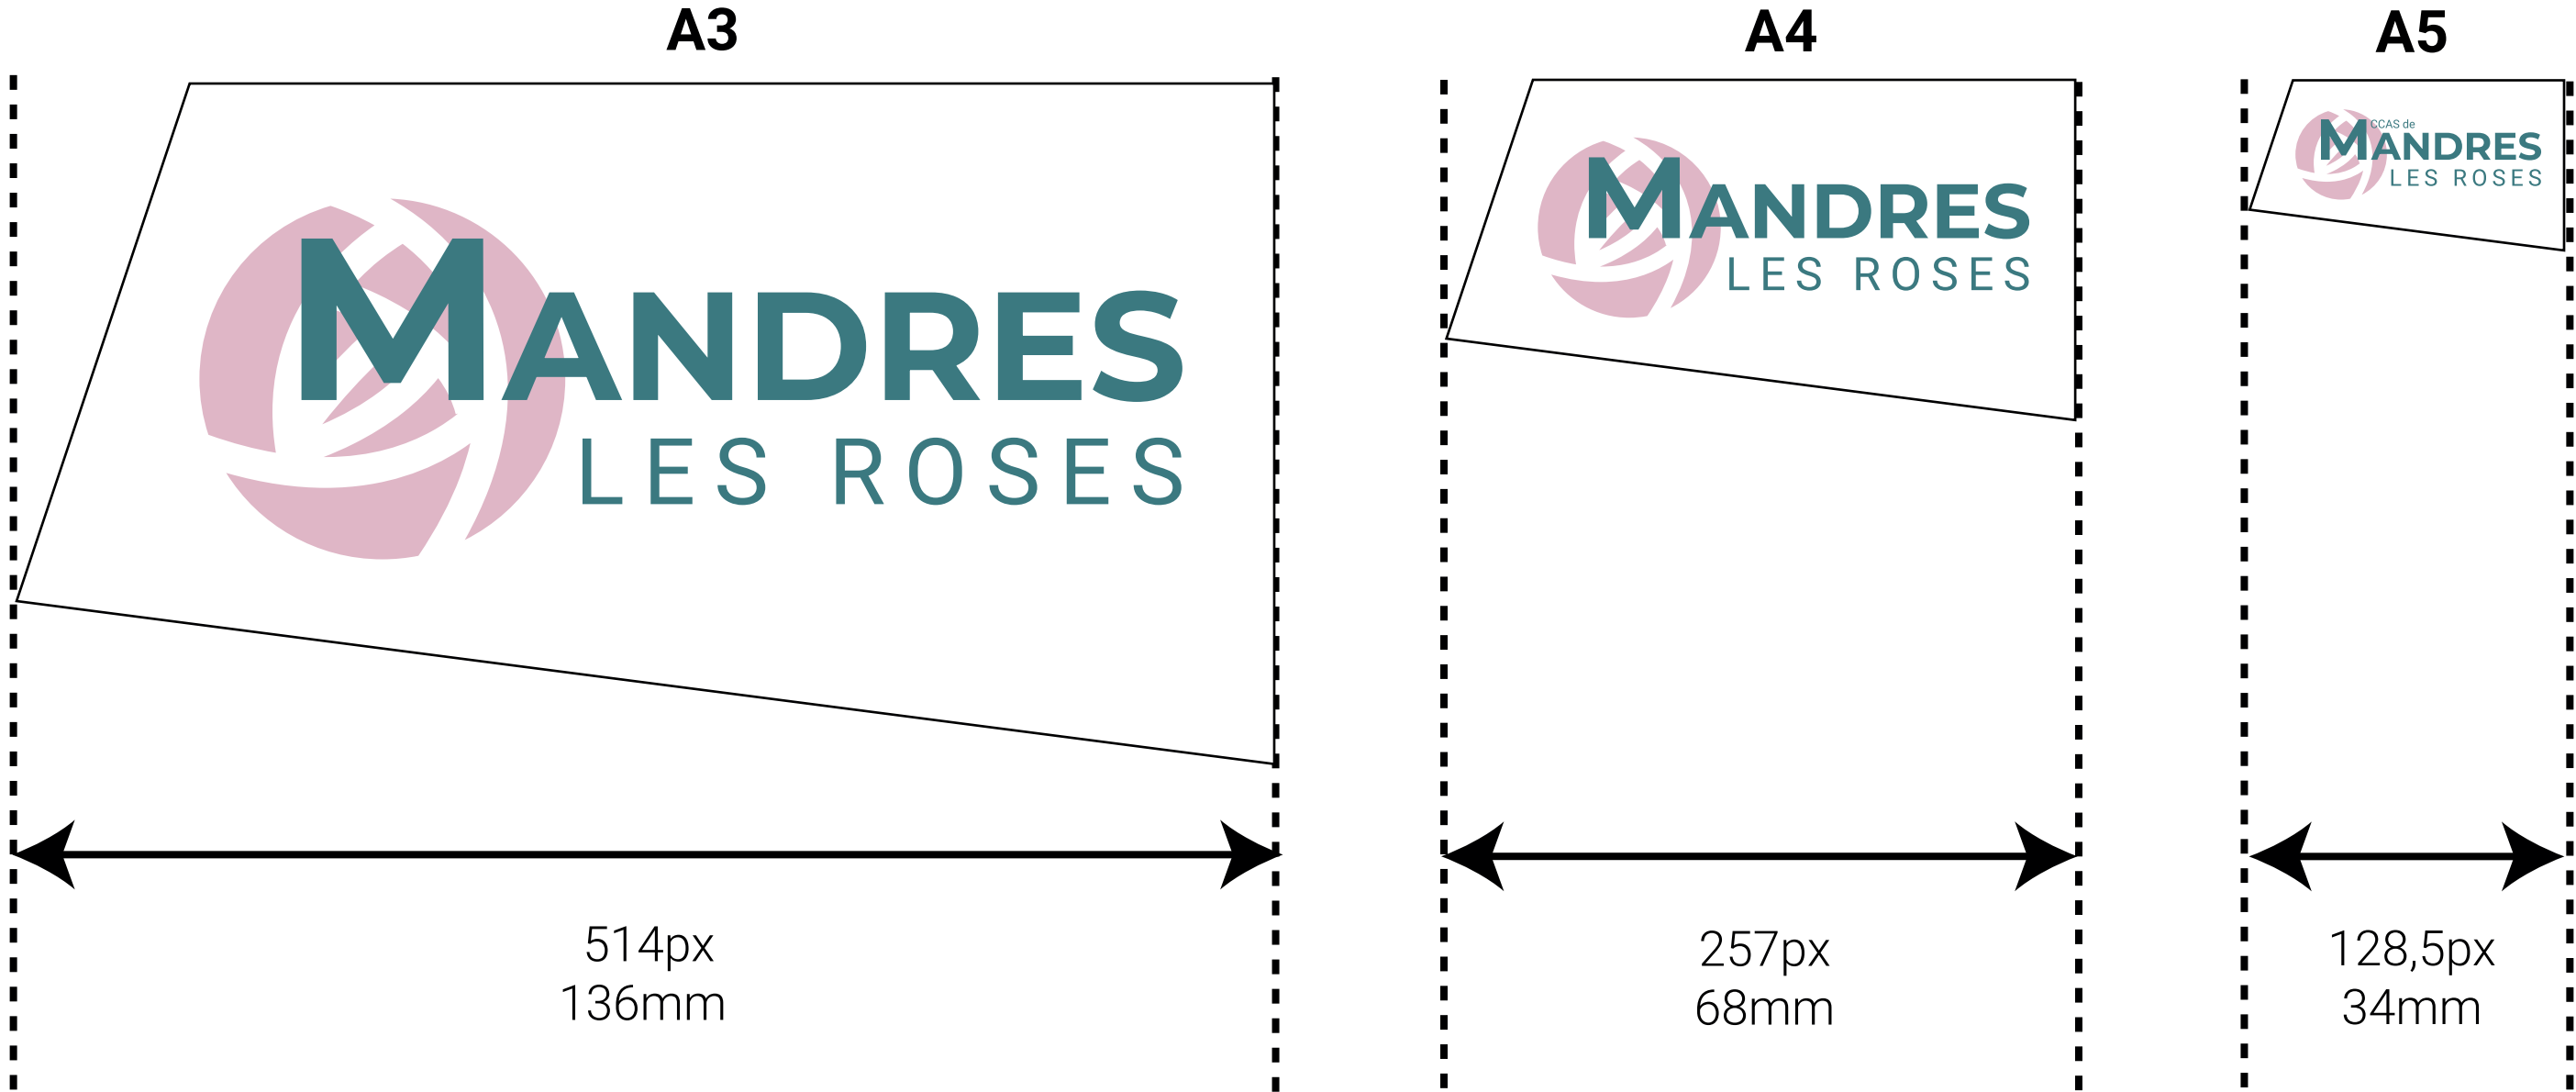 A3
MANDRES
LES ROSES
514px
136mm
A4
MANDRES
LES ROSES
257px
68mm
A5
CCAS de
MANDRES
LES ROSES
128,5px
34mm